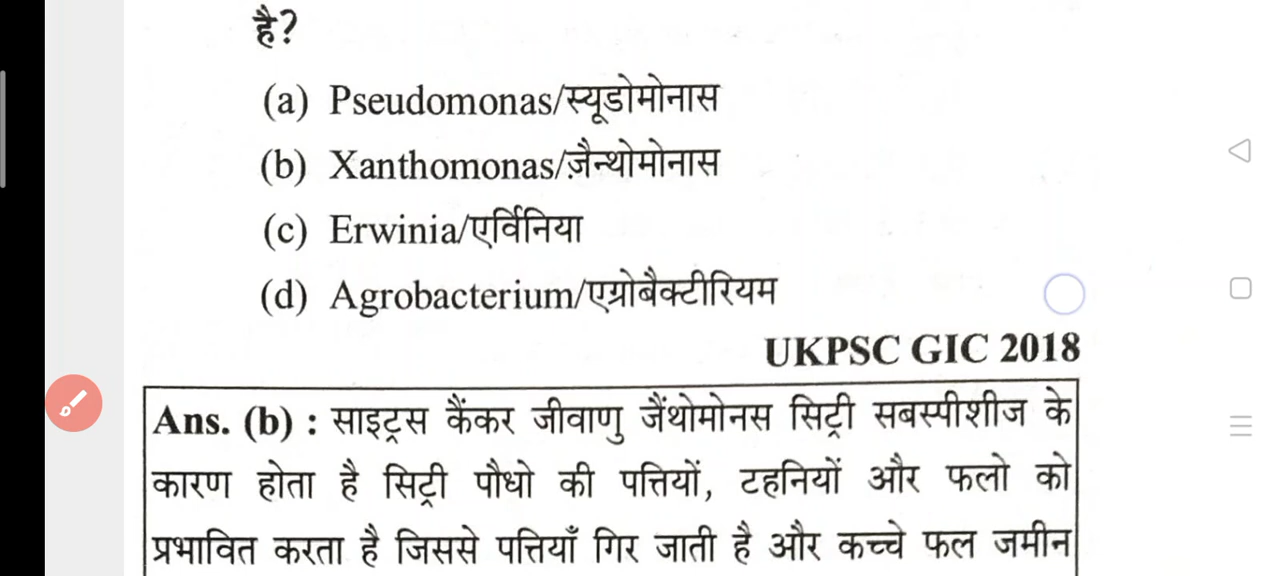 है?
(a) Pseudomonas/स्यूडोमोनास
(b) Xanthomonas/ज़ैन्थोमोनास
(c) Erwinia/एर्विनिया
(d) Agrobacterium/एग्रोबैक्टीरियम
UKPSC GIC 2018
Ans. (b) : साइट्रस कैंकर जीवाणु जैंथोमोनस सिट्री सबस्पीशीज के
कारण होता है सिट्री पौधो की पत्तियों, टहनियों और फलो को
प्रभावित करता है जिससे पत्तियाँ गिर जाती है और कच्चे फल जमीन